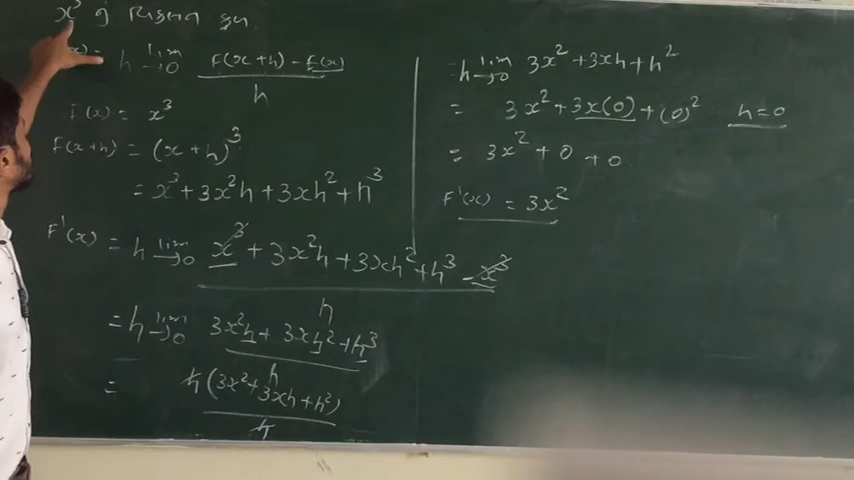 x³
lim h→0 F(x+h) - F(x) / h
F(x) = x³
F(x+h) = (x+h)³
= x³ + 3x²h + 3xh² + h³
F'(x) = h lim →0 x³ + 3x²h + 3xh² + h³ - x³ / h
= h lim →0 3x²h + 3xh² + h³ / h
= h(3x² + 3xh + h²) / h
= h lim →0 3x² + 3xh + h²
= 3x² + 3x(0) + (0)² h=0
= 3x² + 0 + 0
F'(x) = 3x²